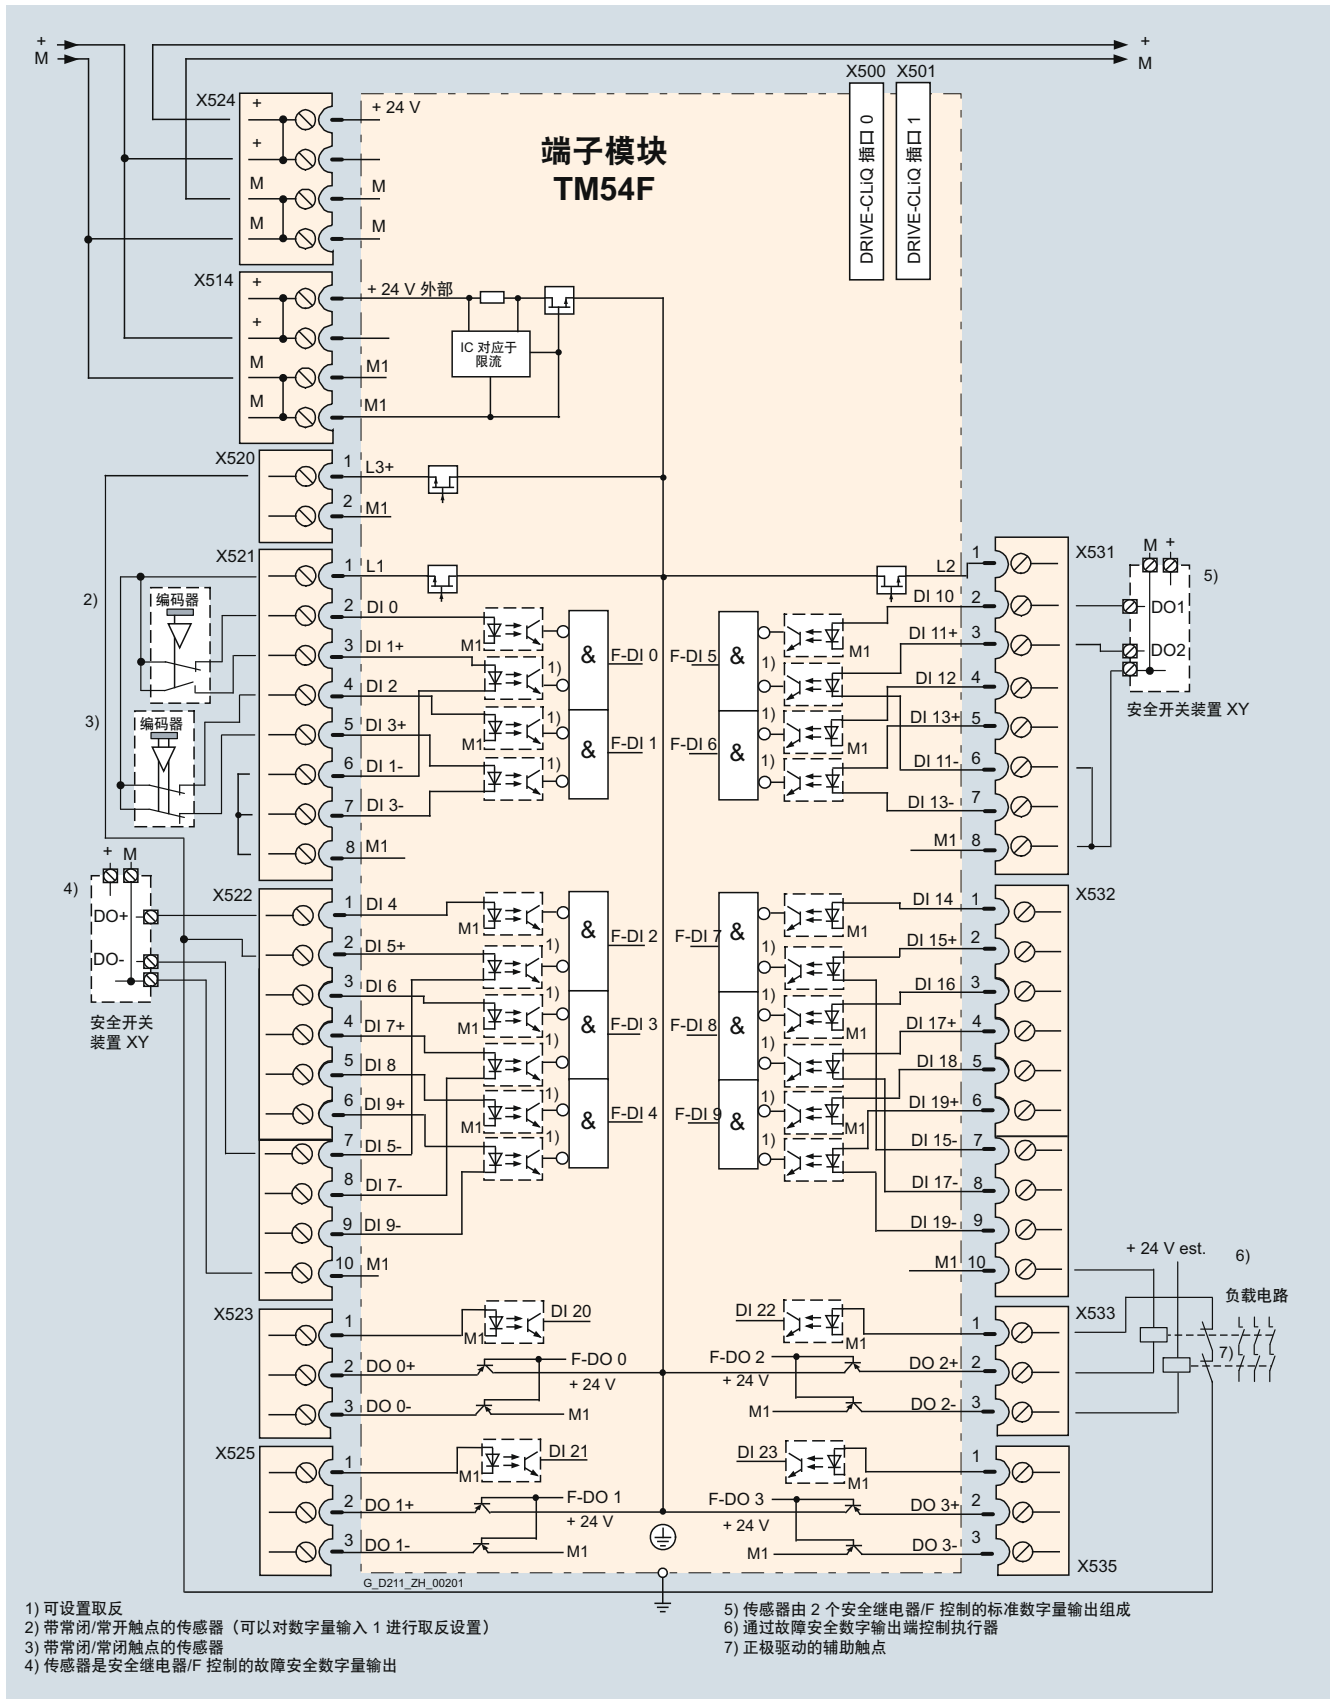 +
M
+
M
X500 X501
DRIVE-CLiQ 插口 0
DRIVE-CLiQ 插口 1
端子模块
TM54F
X524
+
+
M
M
+ 24 V
M
M
X514
+
+
M
M
+ 24 V 外部
M1
M1
IC 对应于
限流
X520
1 L3+
2 M1
X521
1 L1
2 DI 0
3 DI 1+
4 DI 2
5 DI 3+
6 DI 1-
7 DI 3-
8 M1
2)
编码器
3)
编码器
M1
1)
M1
1)
1)
&
&
F-DI 0
F-DI 1
F-DI 5
F-DI 6
&
&
1)
1)
1)
M1
M1
L2 1
DI 10 2
DI 11+ 3
DI 12 4
DI 13+ 5
DI 11- 6
DI 13- 7
M1 8
X531
M +
5)
DO1
DO2
安全开关装置 XY
+ M
4)
DO+
DO-
安全开关
装置 XY
X522
1 DI 4
2 DI 5+
3 DI 6
4 DI 7+
5 DI 8
6 DI 9+
7 DI 5-
8 DI 7-
9 DI 9-
10 M1
M1
1)
1)
M1
1)
1)
M1
1)
&
&
&
F-DI 2
F-DI 3
F-DI 4
F-DI 7
F-DI 8
F-DI 9
&
&
&
1)
1)
1)
1)
1)
M1
M1
M1
DI 14 1
DI 15+ 2
DI 16 3
DI 17+ 4
DI 18 5
DI 19+ 6
DI 15- 7
DI 17- 8
DI 19- 9
M1 10
X532
+ 24 V est.
6)
负载电路
7)
X523
1
2 DO 0+
3 DO 0-
M1
DI 20
F-DO 0
+ 24 V
M1
DI 22
F-DO 2
+ 24 V
M1
M1
1
DO 2+ 2
DO 2- 3
X533
X525
1
2 DO 1+
3 DO 1-
M1
DI 21
F-DO 1
+ 24 V
M1
DI 23
F-DO 3
+ 24 V
M1
M1
1
DO 3+ 2
DO 3- 3
X535
G_D211_ZH_00201
1) 可设置取反
2) 带常闭/常开触点的传感器（可以对数字量输入 1 进行取反设置）
3) 带常闭/常闭触点的传感器
4) 传感器是安全继电器/F 控制的故障安全数字量输出
5) 传感器由 2 个安全继电器/F 控制的标准数字量输出组成
6) 通过故障安全数字输出端控制执行器
7) 正极驱动的辅助触点